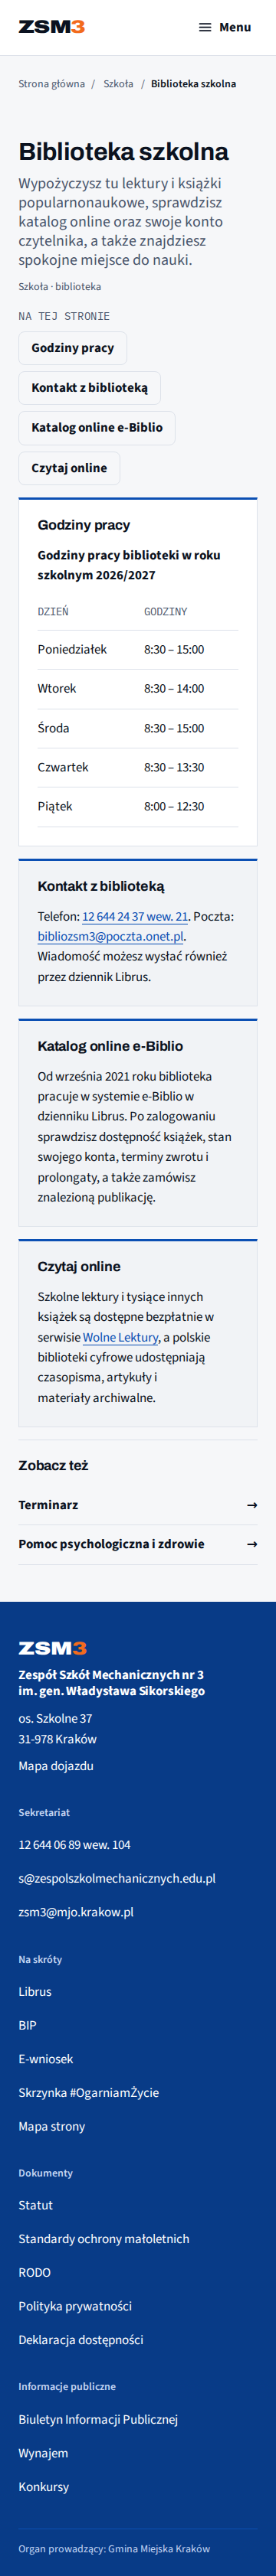 ZSM3
Menu
Strona główna / Szkoła / Biblioteka szkolna
Biblioteka szkolna
Wypożyczysz tu lektury i książki
popularnonaukowe, sprawdzisz
katalog online oraz swoje konto
czytelnika, a także znajdziesz
spokojne miejsce do nauki.
Szkoła · biblioteka
NA TEJ STRONIE
Godziny pracy
Kontakt z biblioteką
Katalog online e-Biblio
Czytaj online
Godziny pracy
Godziny pracy biblioteki w roku
szkolnym 2026/2027
DZIEŃ GODZINY
Poniedziałek 8:30 – 15:00
Wtorek 8:30 – 14:00
Środa 8:30 – 15:00
Czwartek 8:30 – 13:30
Piątek 8:00 – 12:30
Kontakt z biblioteką
Telefon: 12 644 24 37 wew. 21. Poczta:
bibliozsm3@poczta.onet.pl.
Wiadomość możesz wysłać również
przez dziennik Librus.
Katalog online e-Biblio
Od września 2021 roku biblioteka
pracuje w systemie e-Biblio w
dzienniku Librus. Po zalogowaniu
sprawdzisz dostępność książek, stan
swojego konta, terminy zwrotu i
prolongaty, a także zamówisz
znalezioną publikację.
Czytaj online
Szkolne lektury i tysiące innych
książek są dostępne bezpłatnie w
serwisie Wolne Lektury, a polskie
biblioteki cyfrowe udostępniają
czasopisma, artykuły i
materiały archiwalne.
Zobacz też
Terminarz →
Pomoc psychologiczna i zdrowie →
ZSM3
Zespół Szkół Mechanicznych nr 3
im. gen. Władysława Sikorskiego
os. Szkolne 37
31-978 Kraków
Mapa dojazdu
Sekretariat
12 644 06 89 wew. 104
s@zespolszkolmechanicznych.edu.pl
zsm3@mjo.krakow.pl
Na skróty
Librus
BIP
E-wniosek
Skrzynka #OgarniamŻycie
Mapa strony
Dokumenty
Statut
Standardy ochrony małoletnich
RODO
Polityka prywatności
Deklaracja dostępności
Informacje publiczne
Biuletyn Informacji Publicznej
Wynajem
Konkursy
Organ prowadzący: Gmina Miejska Kraków